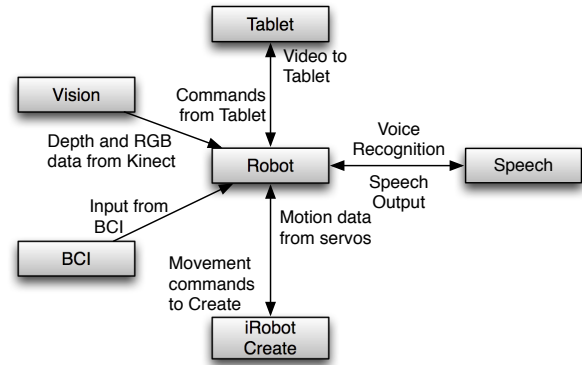 Tablet
Video to
Tablet
Vision
Commands
from Tablet
Depth and RGB
data from Kinect
Voice
Recognition
Robot
Speech
Speech
Output
Input from
BCI
Motion data
from servos
BCI
Movement
commands
to Create
iRobot
Create